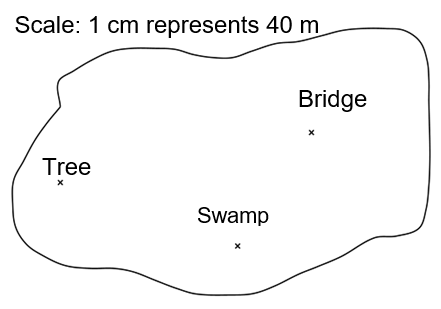 Scale: 1 cm represents 40 m
Bridge
Tree
Swamp